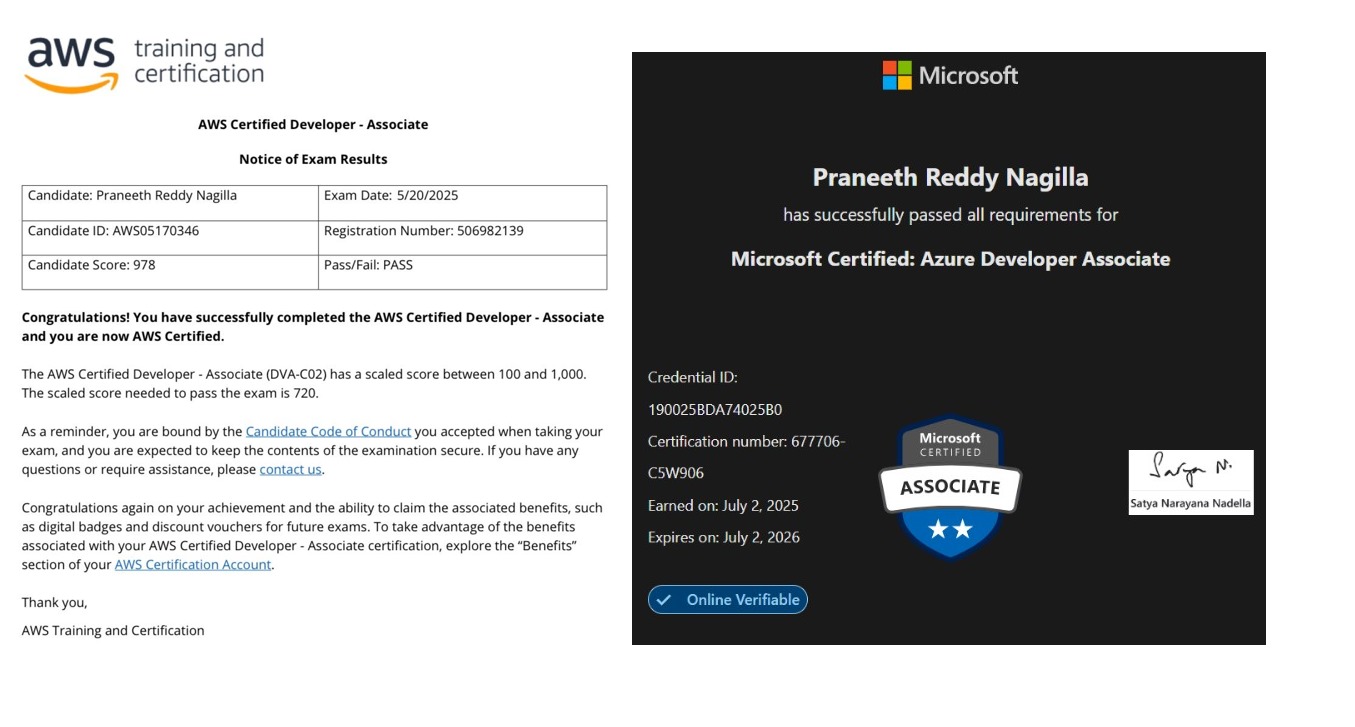 aws training and
certification
AWS Certified Developer - Associate
Notice of Exam Results
Candidate: Praneeth Reddy Nagilla
Exam Date: 5/20/2025
Candidate ID: AWS05170346
Registration Number: 506982139
Candidate Score: 978
Pass/Fail: PASS
Congratulations! You have successfully completed the AWS Certified Developer - Associate
and you are now AWS Certified.
The AWS Certified Developer - Associate (DVA-C02) has a scaled score between 100 and 1,000.
The scaled score needed to pass the exam is 720.
As a reminder, you are bound by the Candidate Code of Conduct you accepted when taking your
exam, and you are expected to keep the contents of the examination secure. If you have any
questions or require assistance, please contact us.
Congratulations again on your achievement and the ability to claim the associated benefits, such
as digital badges and discount vouchers for future exams. To take advantage of the benefits
associated with your AWS Certified Developer - Associate certification, explore the “Benefits”
section of your AWS Certification Account.
Thank you,
AWS Training and Certification
Microsoft
Praneeth Reddy Nagilla
has successfully passed all requirements for
Microsoft Certified: Azure Developer Associate
Credential ID:
190025BDA74025B0
Certification number: 677706-
C5W906
Earned on: July 2, 2025
Expires on: July 2, 2026
Online Verifiable
Microsoft
CERTIFIED
ASSOCIATE
Satya N.
Satya Narayana Nadella